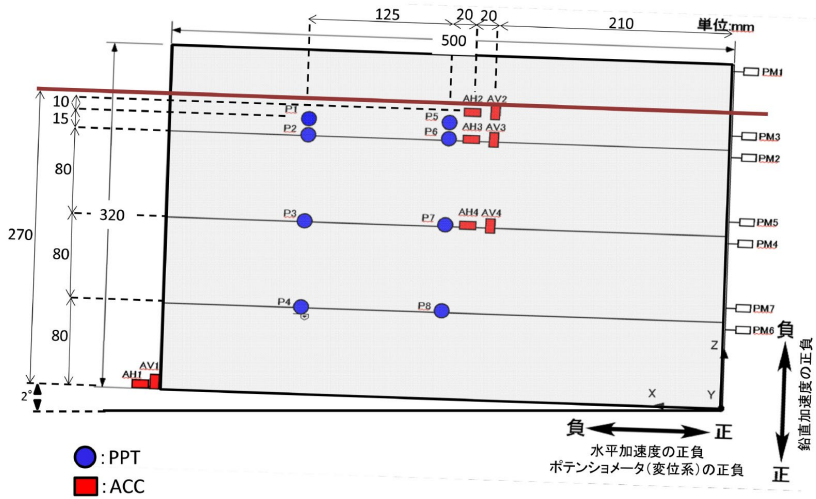 125
20
20
210
単位:mm
500
PM1
10
15
P1
AH2
AV2
P5
P2
P6
AH3
AV3
PM3
PM2
80
320
270
P3
P7
AH4
AV4
PM5
PM4
80
P4
P8
PM7
PM6
負
80
Z
AV1
AH1
2°
X
Y
鉛直加速度の正負
負
正
水平加速度の正負
ポテンショメータ(変位系)の正負
正
:PPT
:ACC